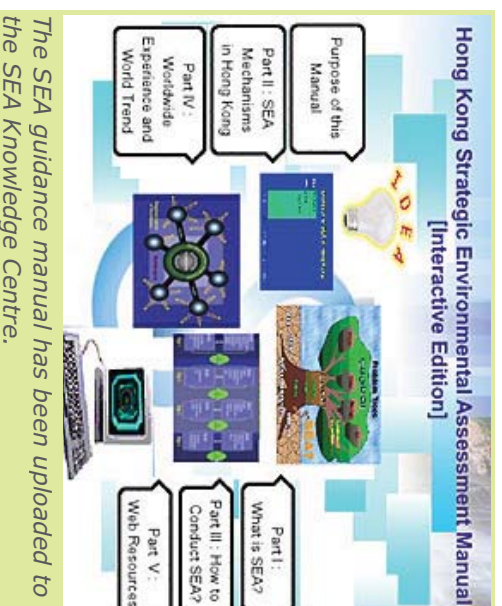 Hong Kong Strategic Environmental Assessment Manual
[Interactive Edition]
IDEA
Purpose of this
Manual
Part II : SEA
Mechanisms
in Hong Kong
Part IV :
Worldwide
Experience and
World Trend
Problem Trees
Part I :
What is SEA?
Part III : How to
Conduct SEA?
Part V :
Web Resources
The SEA guidance manual has been uploaded to
the SEA Knowledge Centre.